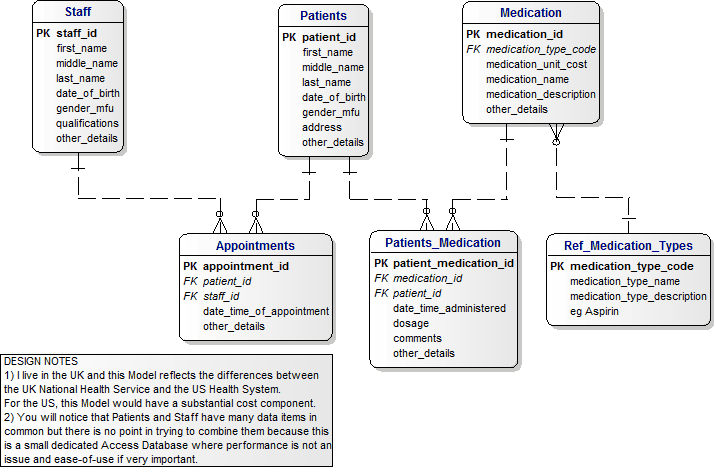 Staff
PK staff_id
first_name
middle_name
last_name
date_of_birth
gender_mfu
qualifications
other_details
Patients
PK patient_id
first_name
middle_name
last_name
date_of_birth
gender_mfu
address
other_details
Medication
PK medication_id
FK medication_type_code
medication_unit_cost
medication_name
medication_description
other_details
Appointments
PK appointment_id
FK patient_id
FK staff_id
date_time_of_appointment
other_details
Patients_Medication
PK patient_medication_id
FK medication_id
FK patient_id
date_time_administered
dosage
comments
other_details
Ref_Medication_Types
PK medication_type_code
medication_type_name
medication_type_description
eg Aspirin
DESIGN NOTES
1) I live in the UK and this Model reflects the differences between
the UK National Health Service and the US Health System.
For the US, this Model would have a substantial cost component.
2) You will notice that Patients and Staff have many data items in
common but there is no point in trying to combine them because this
is a small dedicated Access Database where performance is not an
issue and ease-of-use if very important.